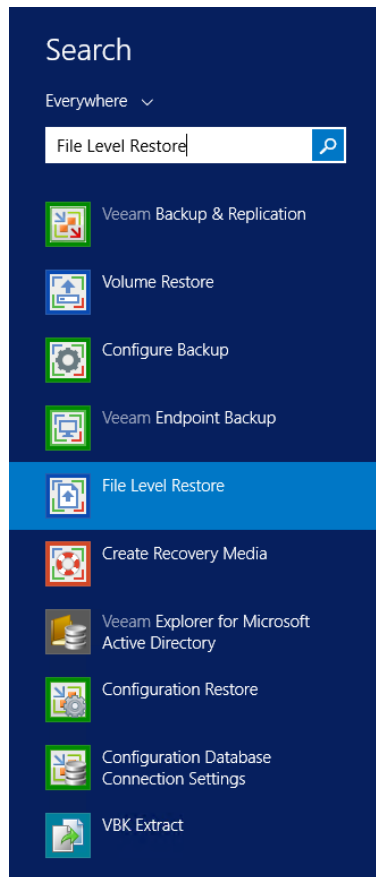 Search
Everywhere
File Level Restore
Veeam Backup & Replication
Volume Restore
Configure Backup
Veeam Endpoint Backup
File Level Restore
Create Recovery Media
Veeam Explorer for Microsoft
Active Directory
Configuration Restore
Configuration Database
Connection Settings
VBK Extract